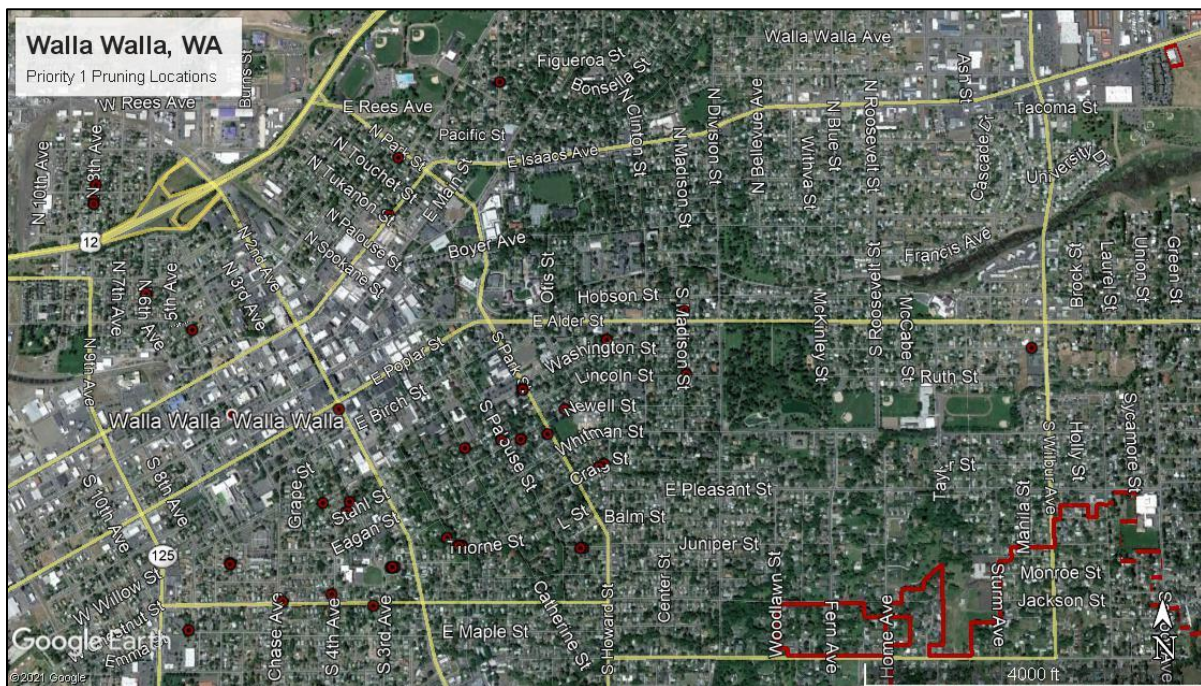 Walla Walla, WA
Priority 1 Pruning Locations
Burns St
W Rees Ave
E Rees Ave
Figueroa St
Bonsella St
Walla Walla Ave
Ash St
Tacoma St
N 10th Ave
N 8th Ave
N Park St
Pacific St
N Touchet St
N Tukanon St
E Main St
E Isaacs Ave
N Clinton St
N Madison St
N Division St
N Bellevue Ave
N Blue St
Wilbur
N Roosevelt St
Cascade Dr
University Dr
12
N Palouse St
N Spokane St
Boyer Ave
N 2nd Ave
N 3rd Ave
Otis St
Hobson St
Francis Ave
Brock St
Laurel St
Union St
Green St
N 7th Ave
N 6th Ave
5th Ave
N 9th Ave
E Alder St
S Madison St
McKinley St
S Roosevelt St
McCabe St
E Poplar St
S Park St
Washington St
Lincoln St
Ruth St
E Birch St
Newell St
Walla Walla
Walla Walla
S Palouse St
Whitman St
Craig St
S Wilbur Ave
Holly St
Sycamore St
S 10th Ave
S 8th Ave
Grape St
Stahl St
Eagan St
E Pleasant St
L St
Balm St
Mahilla St
125
Thorne St
Juniper St
W Willow St
Chase Ave
S 4th Ave
S 3rd Ave
Catherine St
S Howard St
Center St
Woodlawn St
Fern Ave
Home Ave
Sturm Ave
Monroe St
Jackson St
E Maple St
Emma
Google Earth
© 2021 Google
4000 ft
N